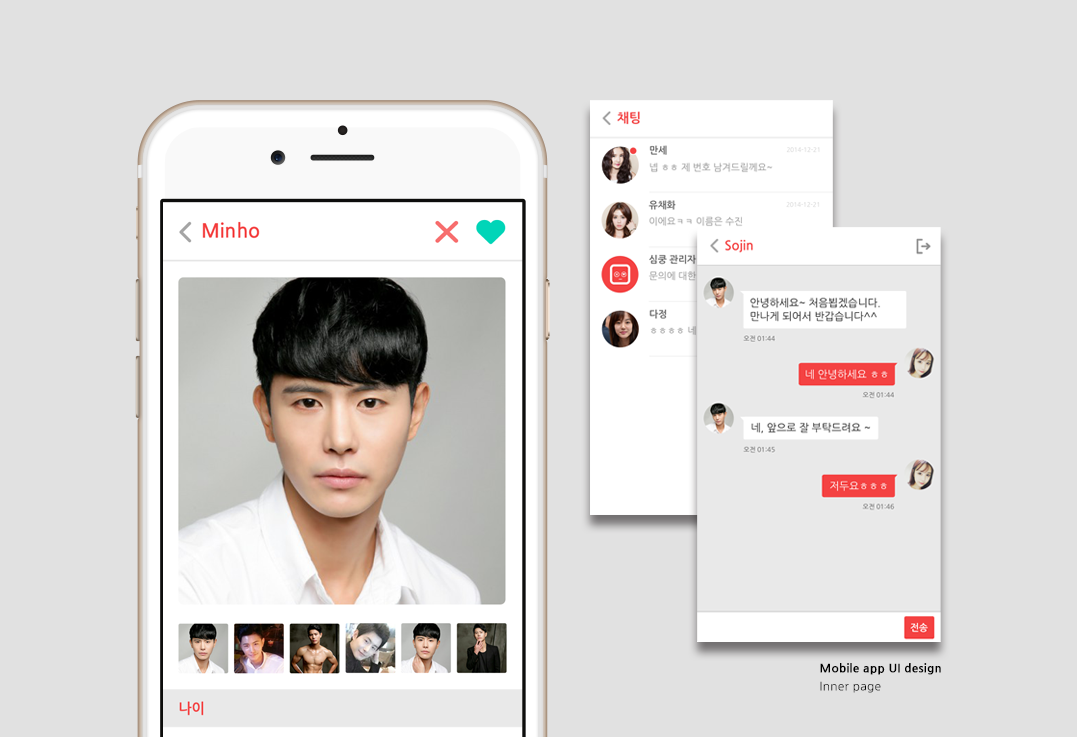 Minho
나이
채팅
만세
2014-12-21
넵 ㅎㅎ 제 번호 남겨드릴께요~
유채화
2014-12-21
이에요ㅋㅋ 이름은 수진
심쿵 관리자
문의에 대한
다정
ㅎㅎㅎㅎ 네
Sojin
안녕하세요~ 처음뵙겠습니다.
만나게 되어서 반갑습니다^^
오전 01:44
네 안녕하세요 ㅎㅎ
오전 01:44
네, 앞으로 잘 부탁드려요 ~
오전 01:45
저두요ㅎㅎㅎ
오전 01:46
전송
Mobile app UI design
Inner page